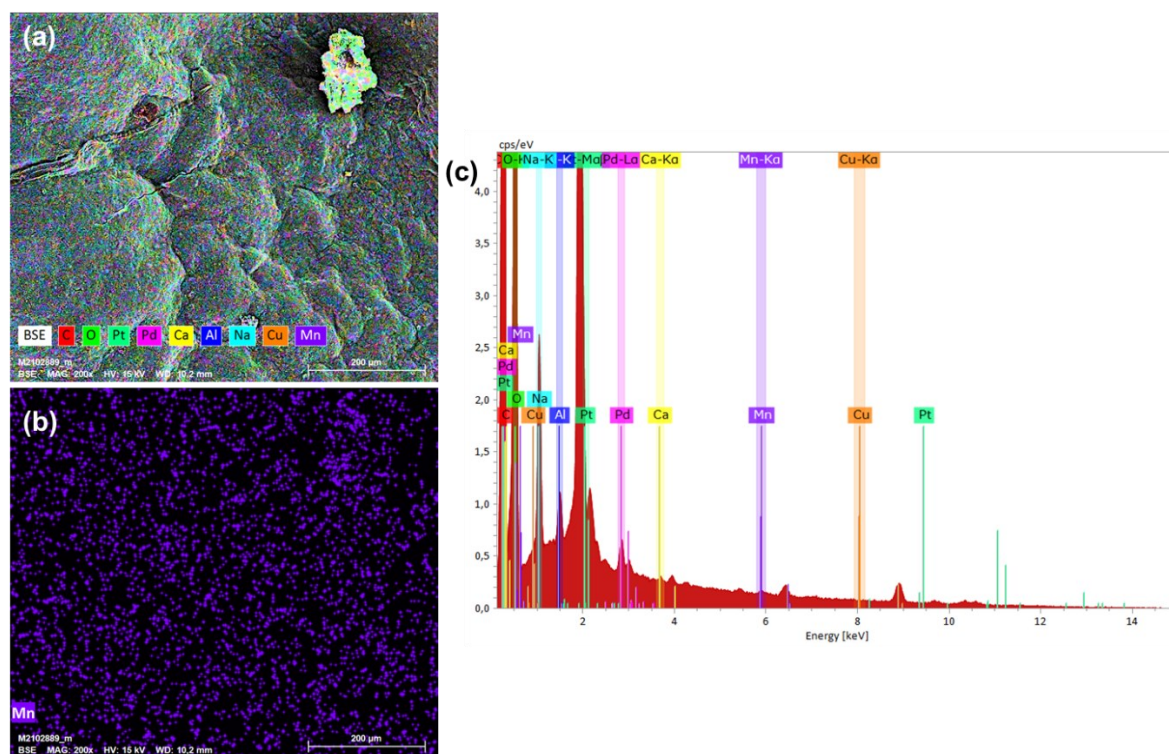 (a)
BSE C O Pt Pd Ca Al Na Cu Mn
M2102889_m
BSE MAG: 200x HV: 15 kV WD: 10,2 mm
200 µm
(b)
Mn
M2102889_m
BSE MAG: 200x HV: 15 kV WD: 10,2 mm
200 µm
(c)
cps/eV
Na-K Pd-La Ca-Ka Mn-Ka Cu-Ka
4,0
3,5
3,0
Mn
2,5
Ca
Pd
Pt
2,0
O Na
C Cu Al Pt Pd Ca Mn Cu Pt
1,5
1,0
0,5
0,0
2 4 6 8 10 12 14
Energy [keV]